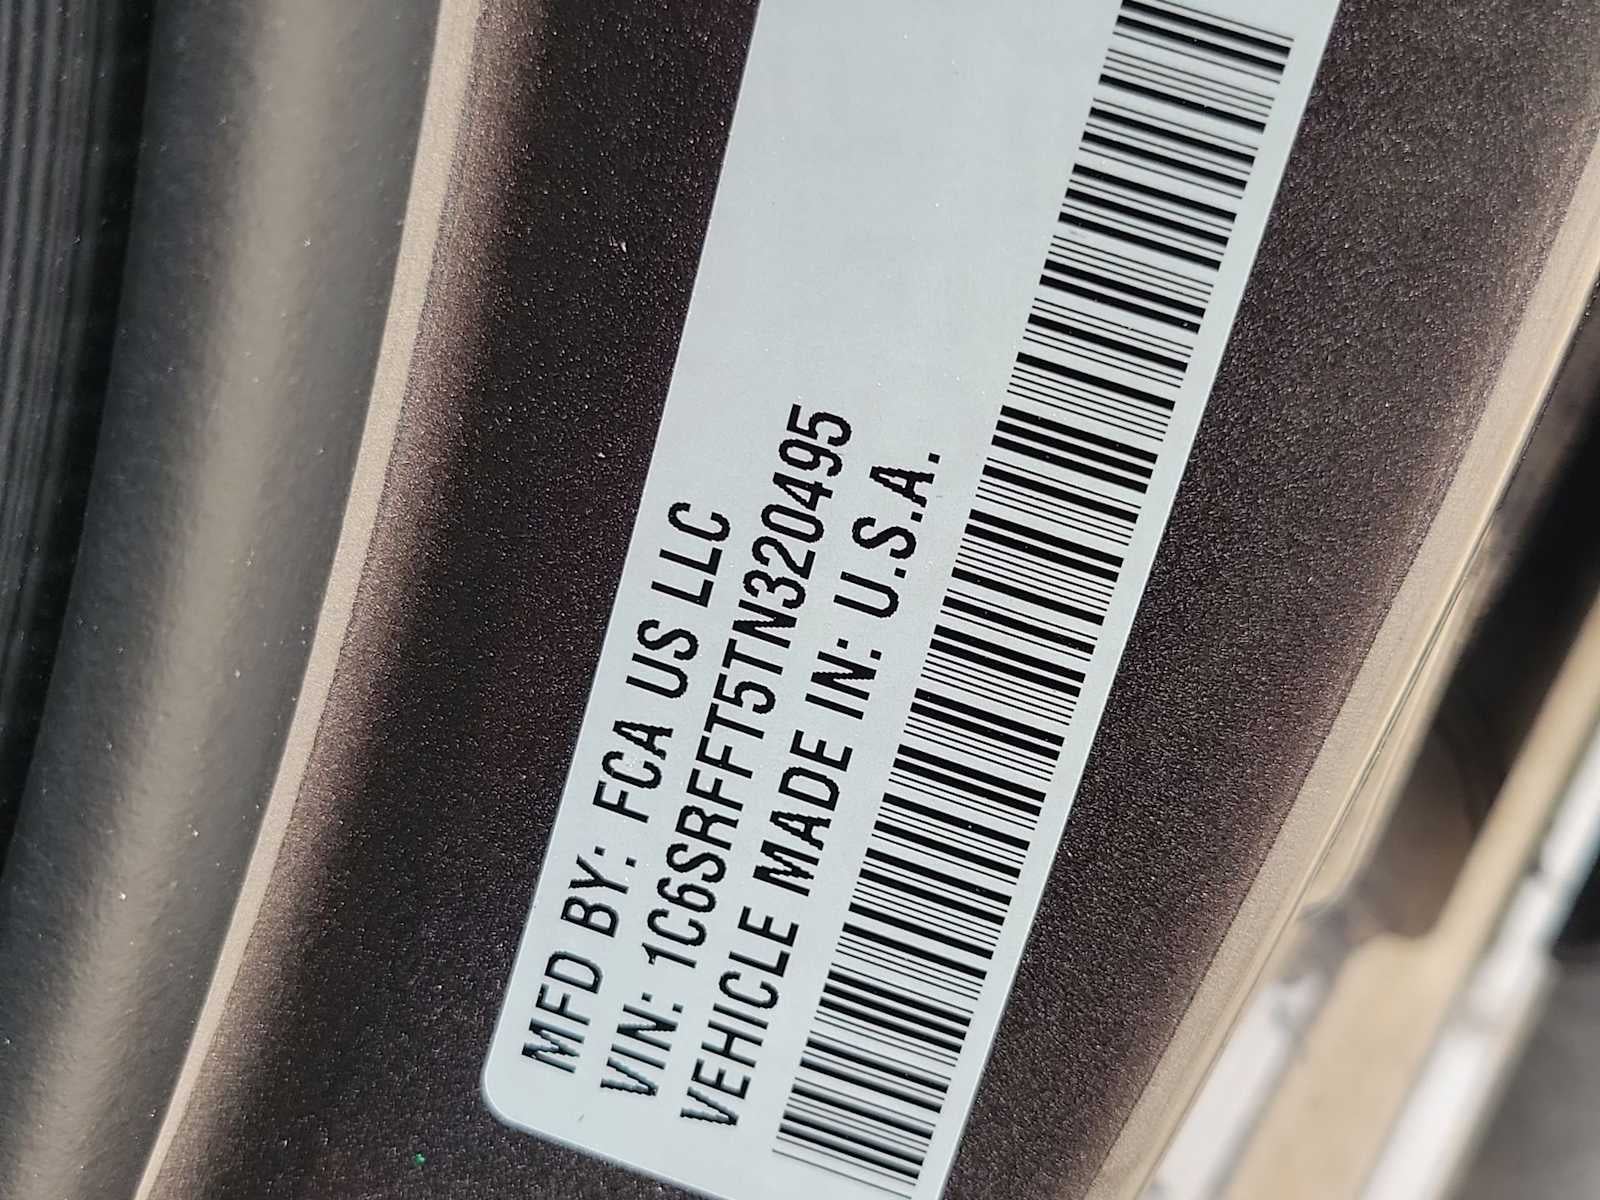 MFD BY: FCA US LLC
VIN: 1C6SRFFT5TN320495
VEHICLE MADE IN: U.S.A.